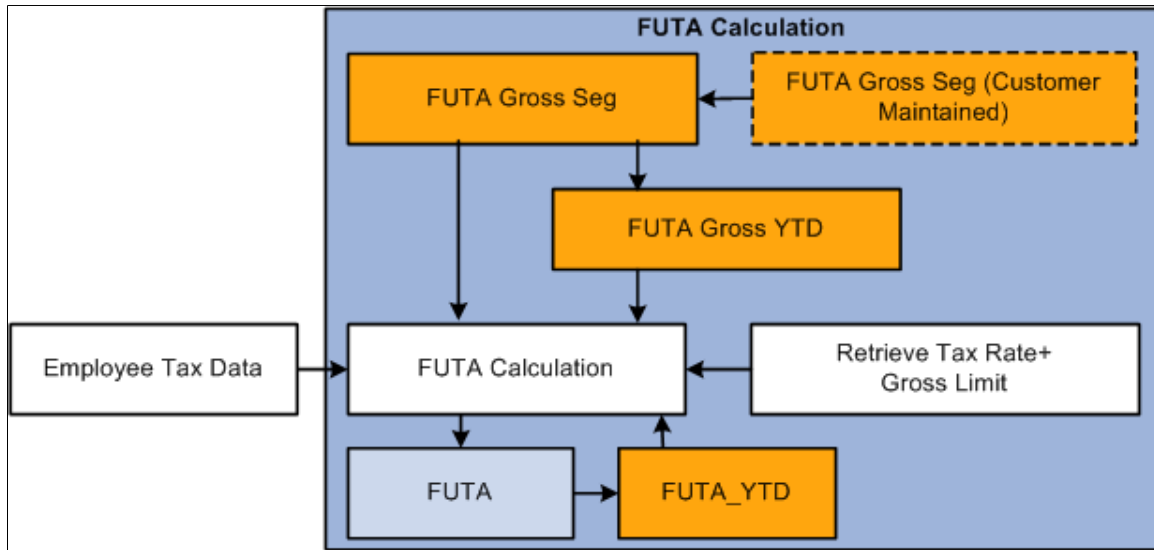 FUTA Calculation
FUTA Gross Seg
FUTA Gross Seg (Customer
Maintained)
FUTA Gross YTD
Employee Tax Data
FUTA Calculation
Retrieve Tax Rate+
Gross Limit
FUTA
FUTA_YTD